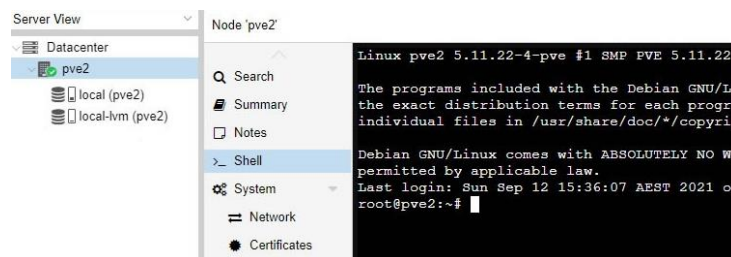 Server View
Datacenter
pve2
local (pve2)
local-lvm (pve2)
Node 'pve2'
Search
Summary
Notes
>_ Shell
System
Network
Certificates
Linux pve2 5.11.22-4-pve #1 SMP PVE 5.11.22
The programs included with the Debian GNU/L
the exact distribution terms for each progr
individual files in /usr/share/doc/*/copyri
Debian GNU/Linux comes with ABSOLUTELY NO W
permitted by applicable law.
Last login: Sun Sep 12 15:36:07 AEST 2021 o
root@pve2:~#